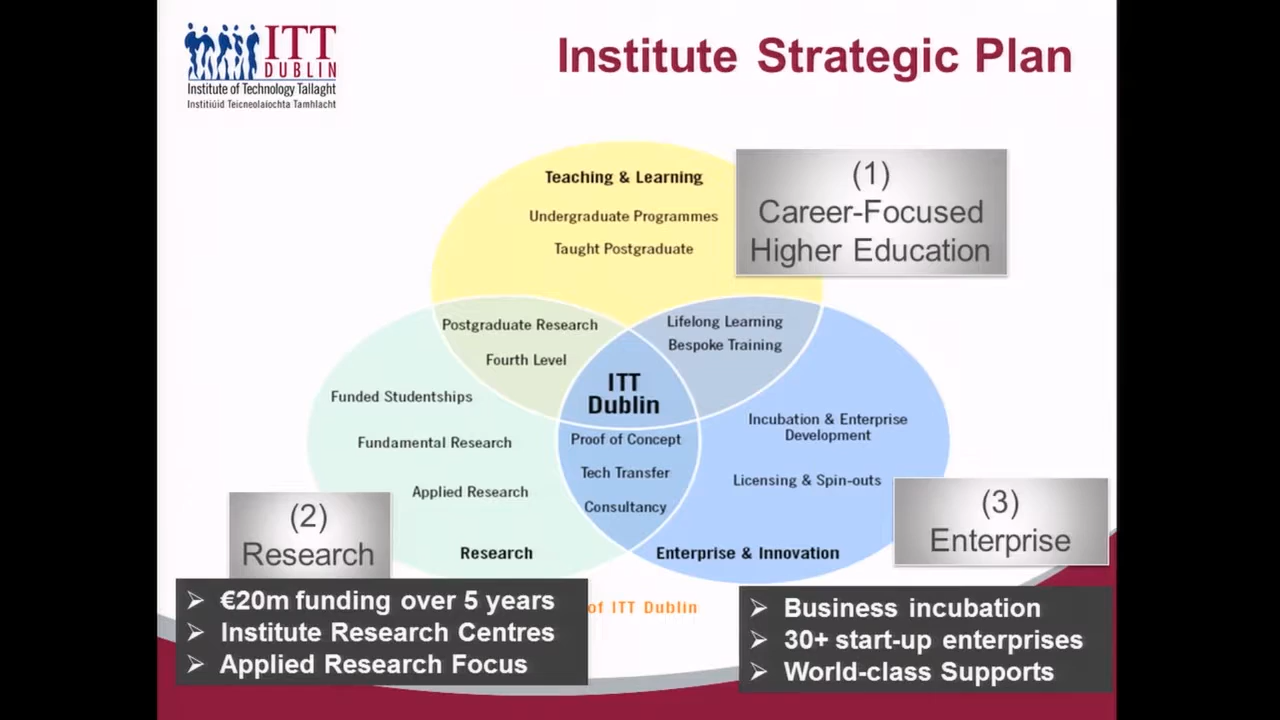 ITT
DUBLIN
Institute of Technology Tallaght
Institiúid Teicneolaíochta Tamhlacht
Institute Strategic Plan
Teaching & Learning
Undergraduate Programmes
Taught Postgraduate
(1)
Career-Focused
Higher Education
Postgraduate Research
Fourth Level
Lifelong Learning
Bespoke Training
ITT
Dublin
Funded Studentships
Fundamental Research
Applied Research
Research
Proof of Concept
Tech Transfer
Consultancy
Incubation & Enterprise
Development
Licensing & Spin-outs
Enterprise & Innovation
(2)
Research
➢ €20m funding over 5 years
➢ Institute Research Centres
➢ Applied Research Focus
of ITT Dublin
(3)
Enterprise
➢ Business incubation
➢ 30+ start-up enterprises
➢ World-class Supports